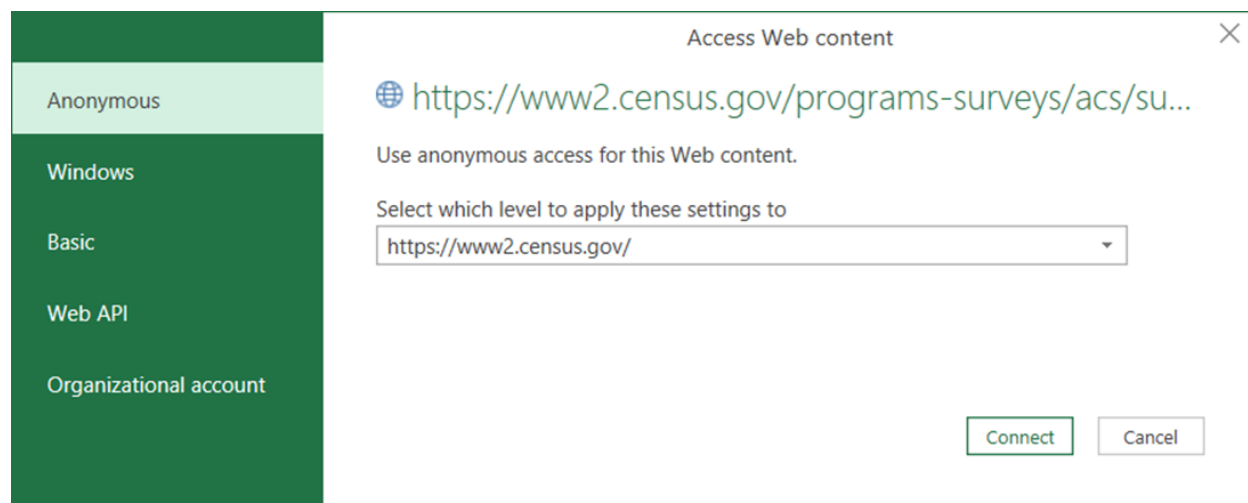 Access Web content
Anonymous
Windows
Basic
Web API
Organizational account
https://www2.census.gov/programs-surveys/acs/su...
Use anonymous access for this Web content.
Select which level to apply these settings to
https://www2.census.gov/
Connect
Cancel